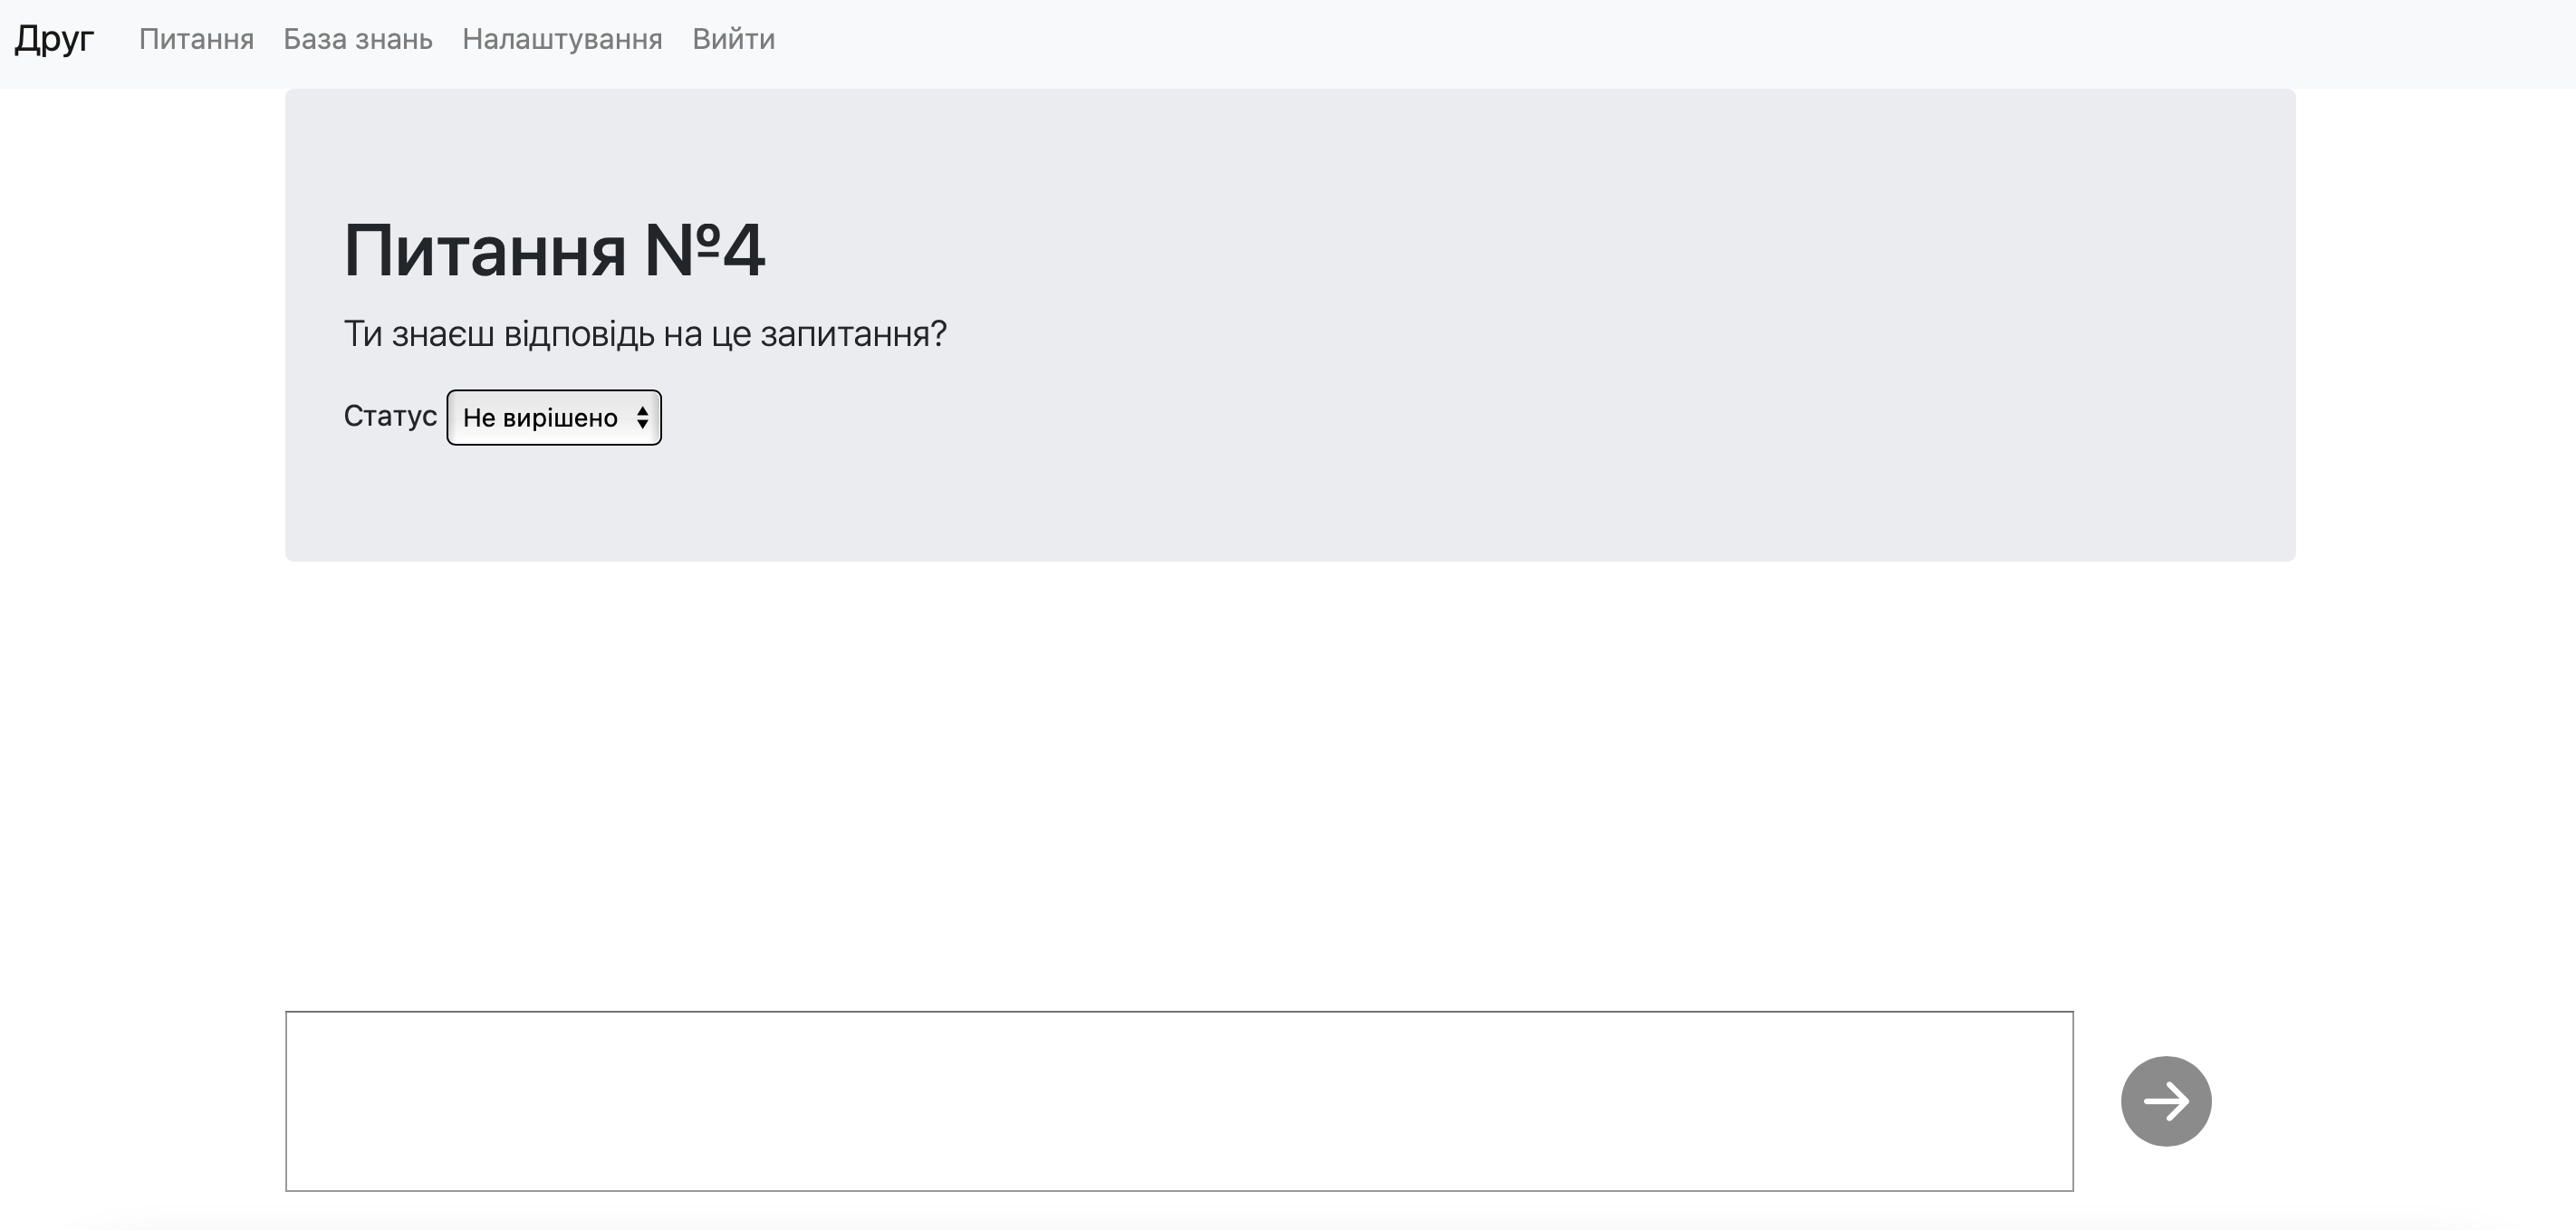 Друг Питання База знань Налаштування Вийти
Питання №4
Ти знаєш відповідь на це запитання?
Статус Не вирішено